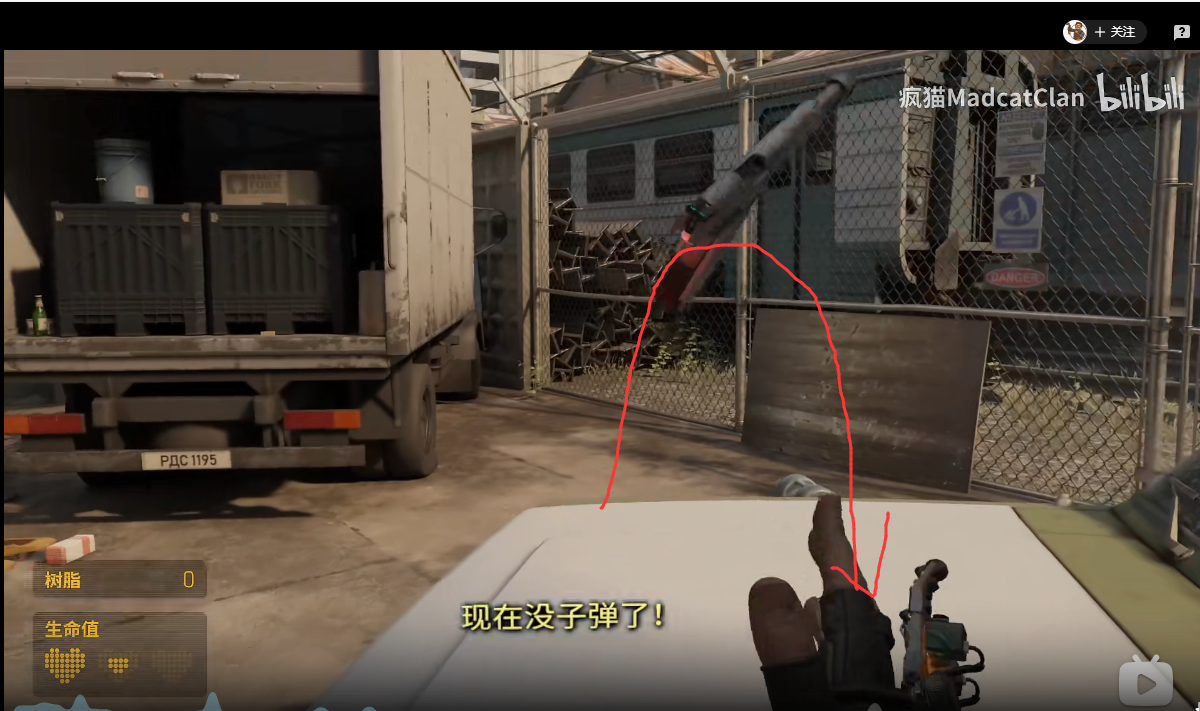 + 关注
?
疯猫MadcatClan bilibili
DANGER
РДС 1195
树脂 0
现在没子弹了！
生命值